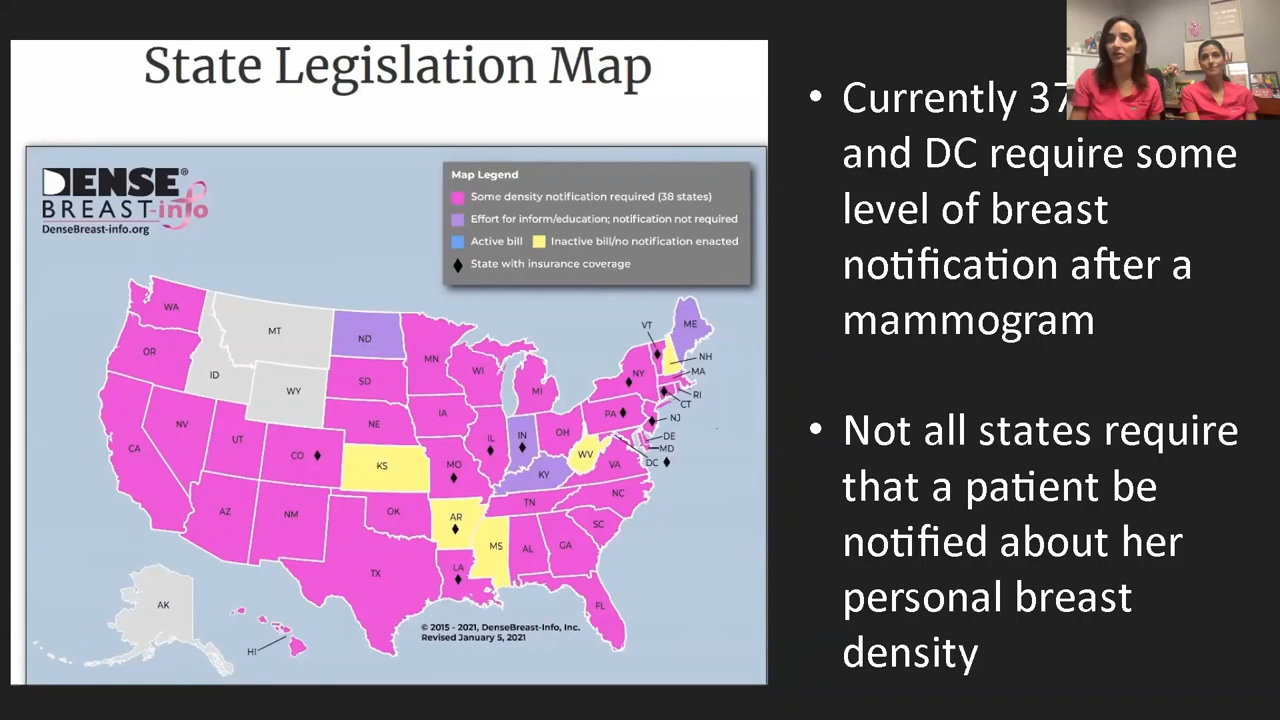 State Legislation Map
DENSE®
BREAST-info
DenseBreast-info.org
Map Legend
Some density notification required (38 states)
Effort for inform/education; notification not required
Active bill
Inactive bill/no notification enacted
State with insurance coverage
WA
MT
ND
MN
VT
ME
OR
ID
WY
SD
WI
MI
NY
NH
MA
RI
CT
NV
UT
CO
NE
IA
IL
IN
OH
PA
NJ
CA
KS
MO
KY
WV
VA
DE
MD
DC
AZ
NM
OK
AR
TN
NC
SC
TX
LA
MS
AL
GA
FL
AK
HI
© 2015 - 2021, DenseBreast-Info, Inc.
Revised January 5, 2021
• Currently 37
and DC require some
level of breast
notification after a
mammogram
• Not all states require
that a patient be
notified about her
personal breast
density